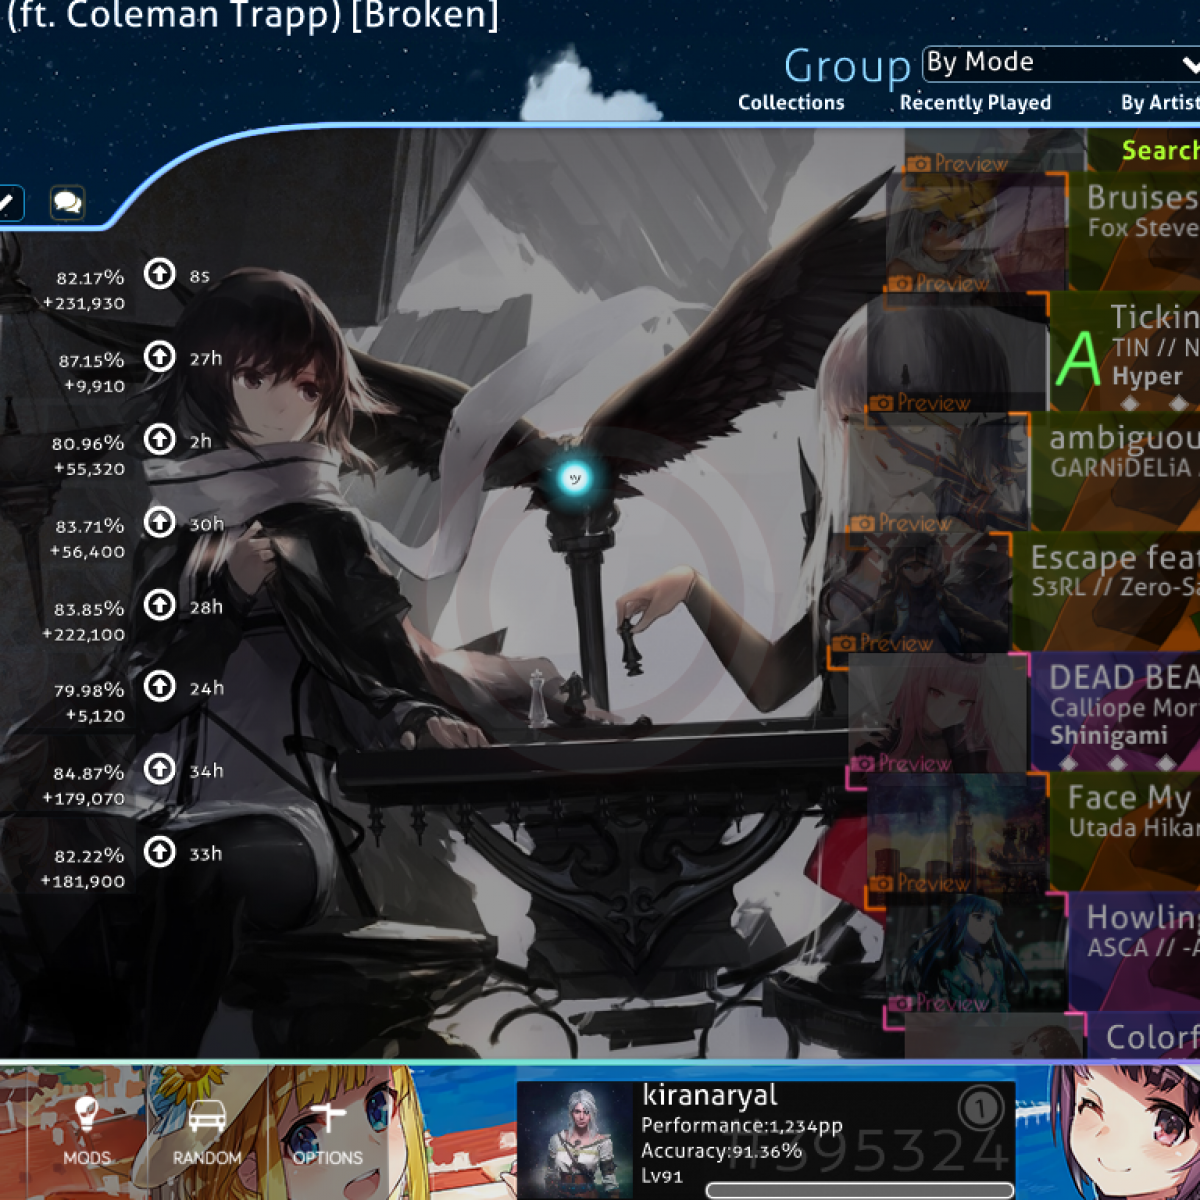 (ft. Coleman Trapp) [Broken]
Group By Mode
Collections Recently Played By Artist
Search
Preview
Bruises
Fox Steve
Preview
82.17% 8s
+231,930
Tickin
TIN // N
Hyper
A
87.15% 27h
+9,910
Preview
ambiguou
GARNiDELiA
80.96% 2h
+55,320
ツ
Preview
83.71% 30h
+56,400
Escape feat
S3RL // Zero-Sa
83.85% 28h
+222,100
Preview
DEAD BEA
Calliope Mor
Shinigami
79.98% 24h
+5,120
Preview
84.87% 34h
+179,070
Face My
Utada Hikar
82.22% 33h
+181,900
Preview
Howling
ASCA // -A
Preview
Colorf
MODS RANDOM OPTIONS
kiranaryal
Performance:1,234pp
Accuracy:91.36%
Lv91
1
#395324